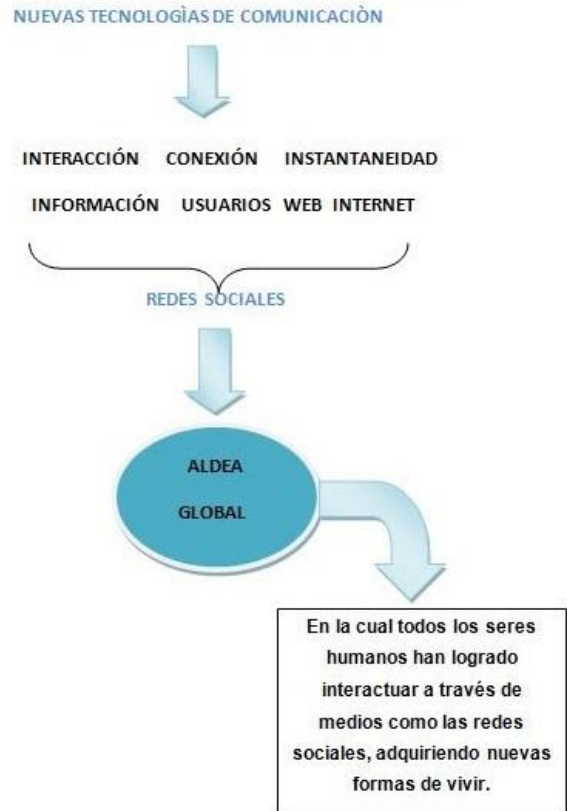 NUEVAS TECNOLOGÌAS DE COMUNICACIÒN
INTERACCIÓN CONEXIÓN INSTANTANEIDAD
INFORMACIÓN USUARIOS WEB INTERNET
REDES SOCIALES
ALDEA
GLOBAL
En la cual todos los seres
humanos han logrado
interactuar a través de
medios como las redes
sociales, adquiriendo nuevas
formas de vivir.